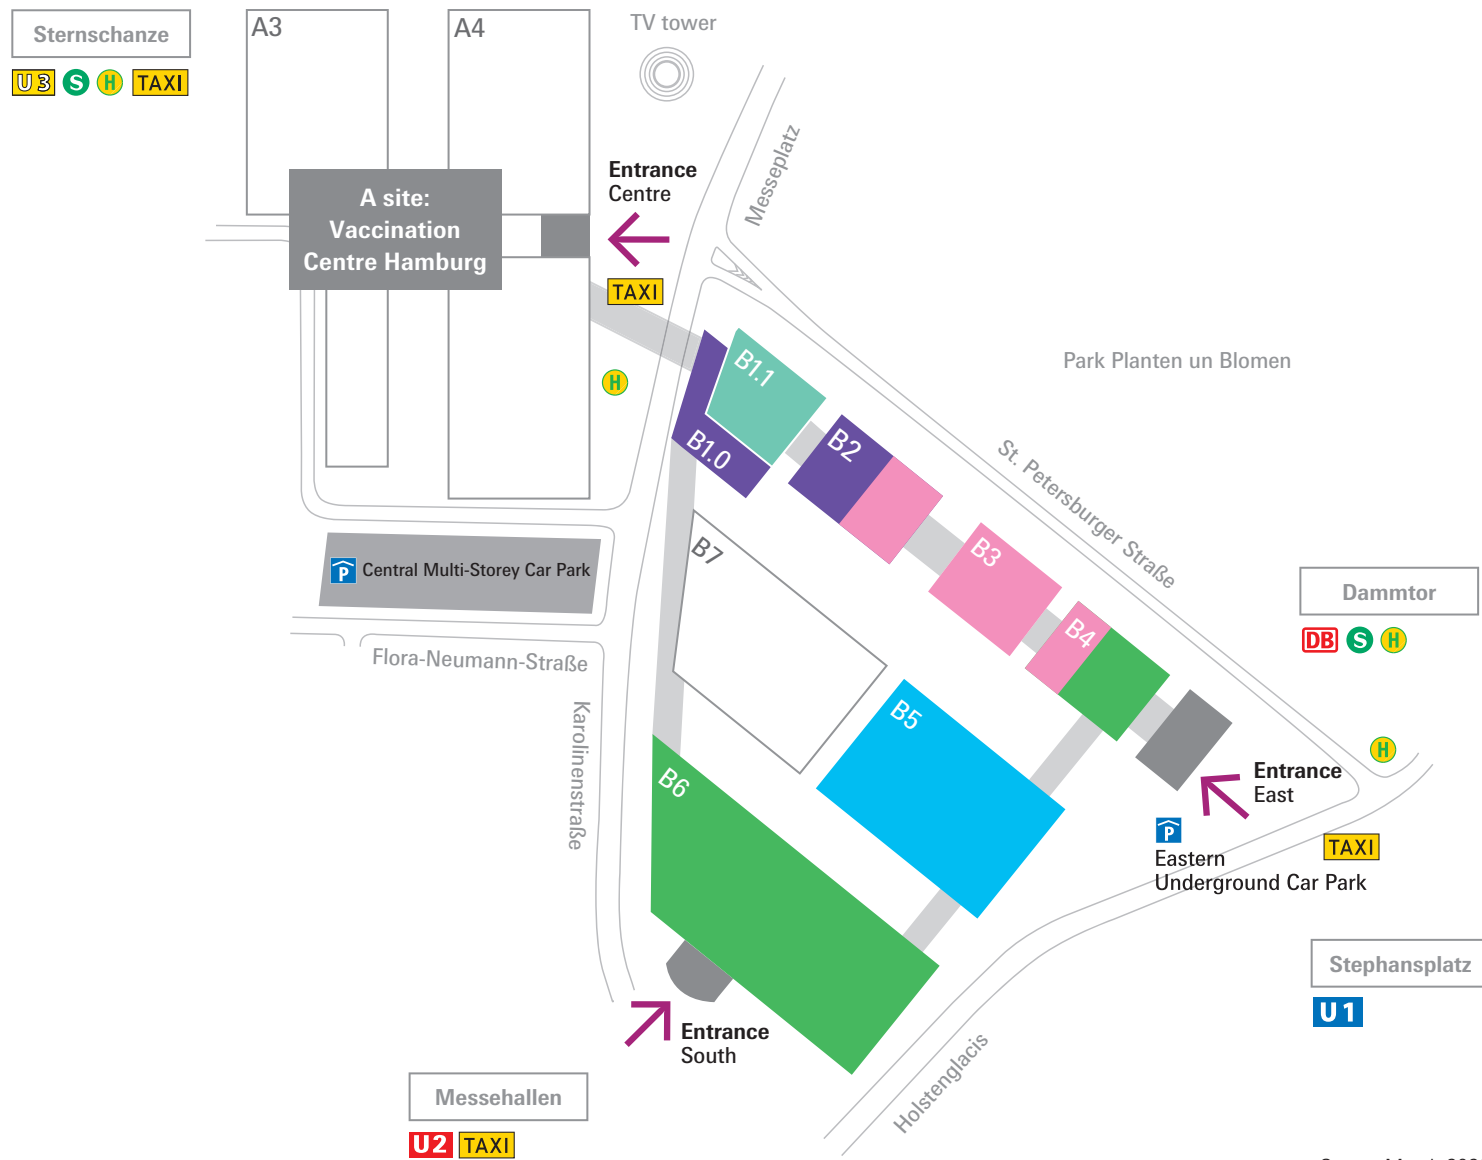 Sternschanze
U3 S H TAXI
A3
A4
TV tower
Messeplatz
Entrance
Centre
A site:
Vaccination
Centre Hamburg
TAXI
H
B1.1
B1.0
B2
B3
B4
B5
B6
B7
Park Planten un Blomen
St. Petersburger Straße
P Central Multi-Storey Car Park
Flora-Neumann-Straße
Karolinenstraße
Dammtor
DB S H
H
Entrance
East
P
Eastern
Underground Car Park
TAXI
Stephansplatz
U1
Entrance
South
Holstenglacis
Messehallen
U2 TAXI